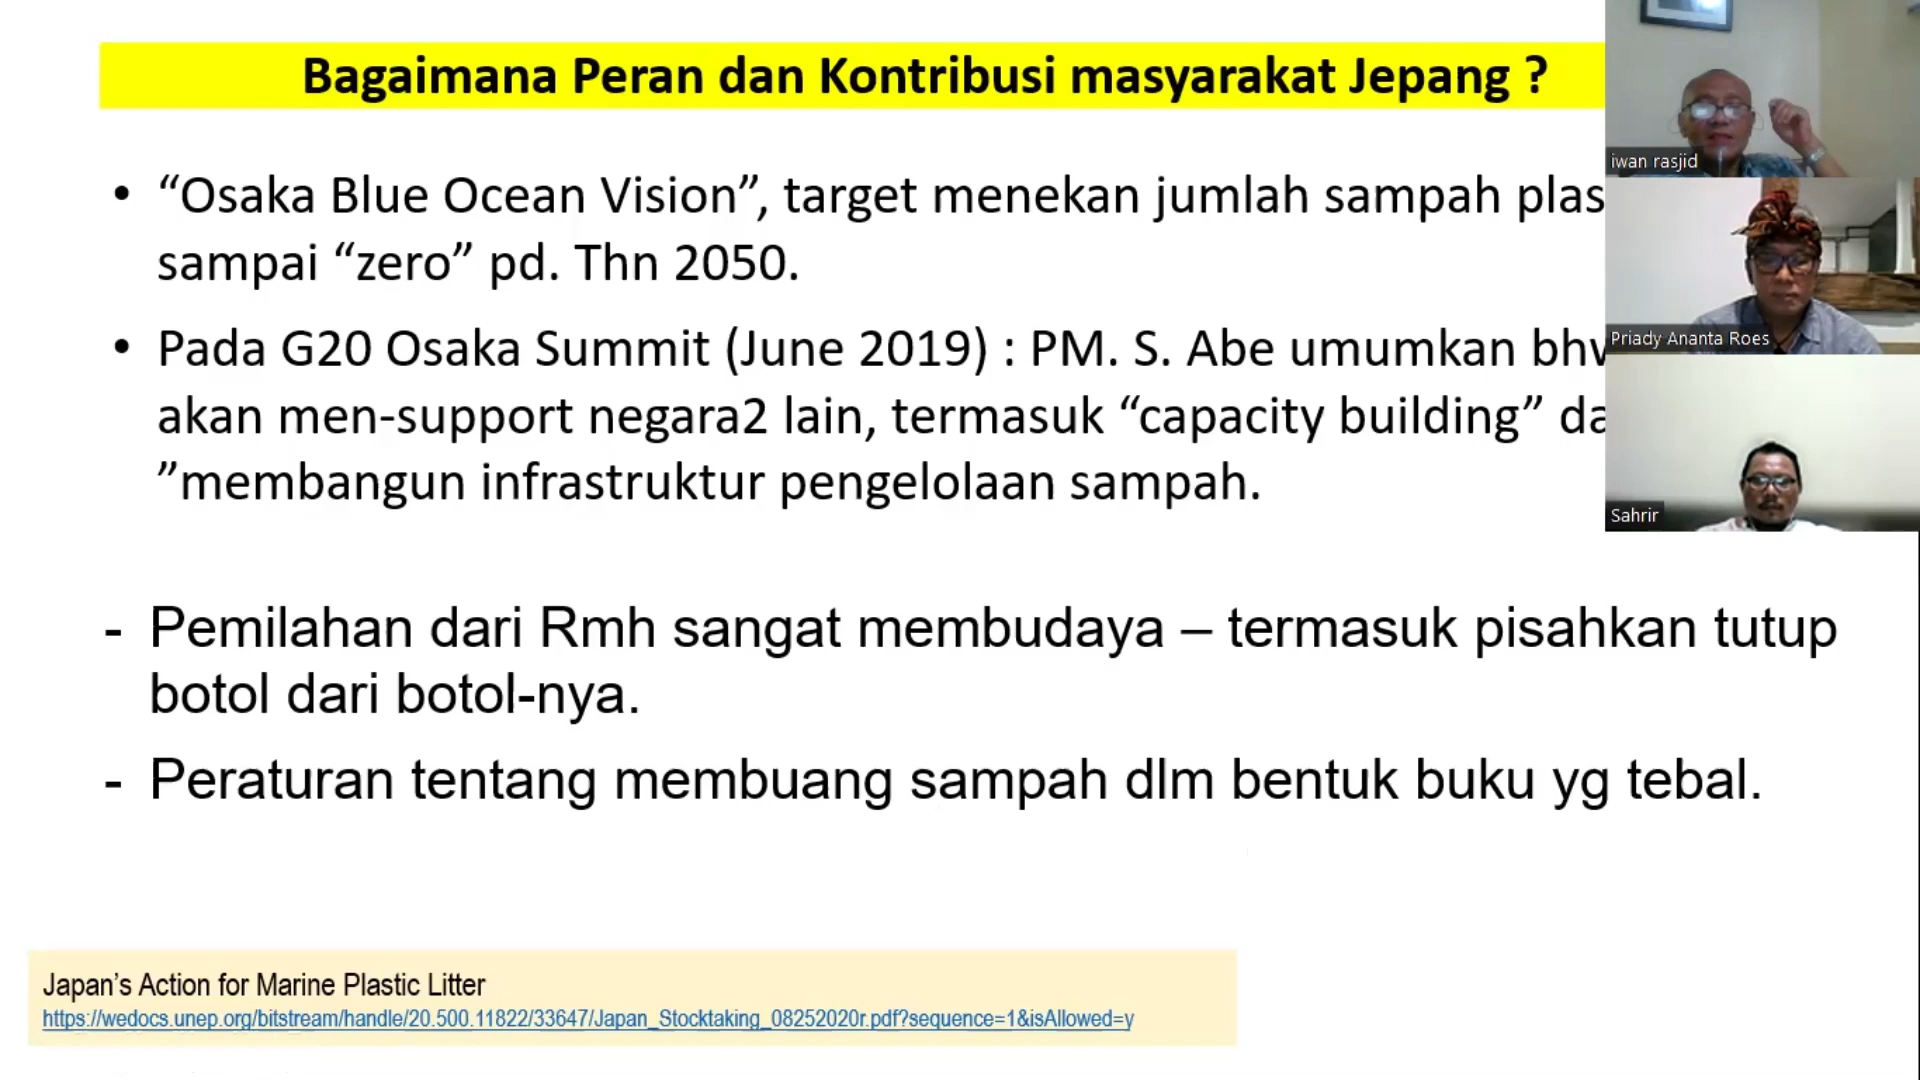 Bagaimana Peran dan Kontribusi masyarakat Jepang ?
• “Osaka Blue Ocean Vision”, target menekan jumlah sampah
sampai “zero” pd. Thn 2050.
• Pada G20 Osaka Summit (June 2019) : PM. S. Abe umumkan
akan men-support negara2 lain, termasuk “capacity building”
”membangun infrastruktur pengelolaan sampah.
- Pemilahan dari Rmh sangat membudaya – termasuk pisahkan tutup
botol dari botol-nya.
- Peraturan tentang membuang sampah dlm bentuk buku yg tebal.
Japan’s Action for Marine Plastic Litter
https://wedocs.unep.org/bitstream/handle/20.500.11822/33647/Japan_Stocktaking_08252020r.pdf?sequence=1&isAllowed=y
iwan rasjid
Priady Ananta Roes
Sahrir